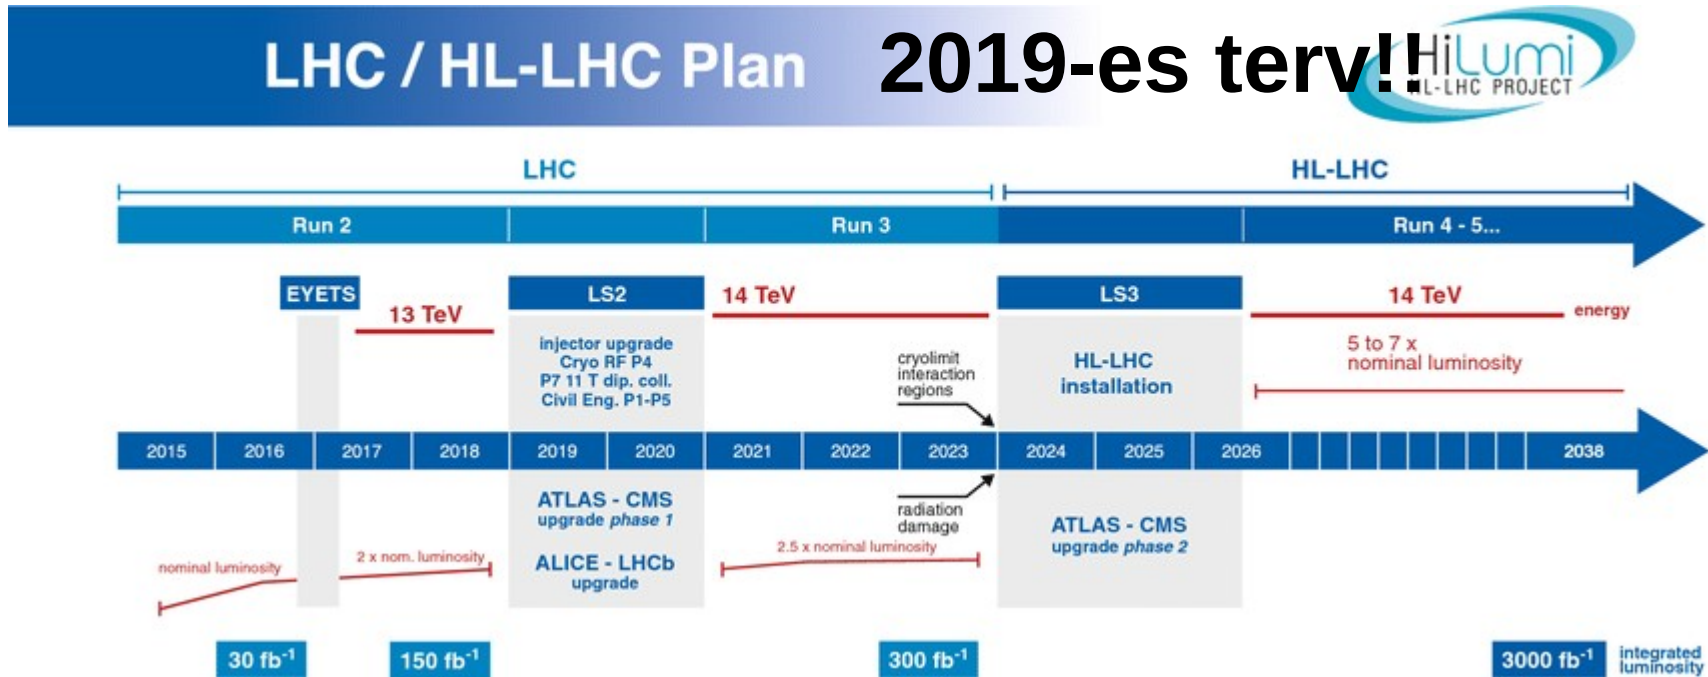 LHC / HL-LHC Plan
2019-es terv!!
HiLumi
HL-LHC PROJECT
LHC
HL-LHC
Run 2
Run 3
Run 4 - 5...
EYETS
13 TeV
LS2
14 TeV
LS3
14 TeV
energy
injector upgrade
Cryo RF P4
P7 11 T dip. coll.
Civil Eng. P1-P5
cryolimit
interaction
regions
HL-LHC
installation
5 to 7 x
nominal luminosity
2015 2016 2017 2018 2019 2020 2021 2022 2023 2024 2025 2026 2038
ATLAS - CMS
upgrade phase 1
ALICE - LHCb
upgrade
radiation
damage
ATLAS - CMS
upgrade phase 2
nominal luminosity
2 x nom. luminosity
2.5 x nominal luminosity
30 fb-1
150 fb-1
300 fb-1
3000 fb-1
integrated
luminosity